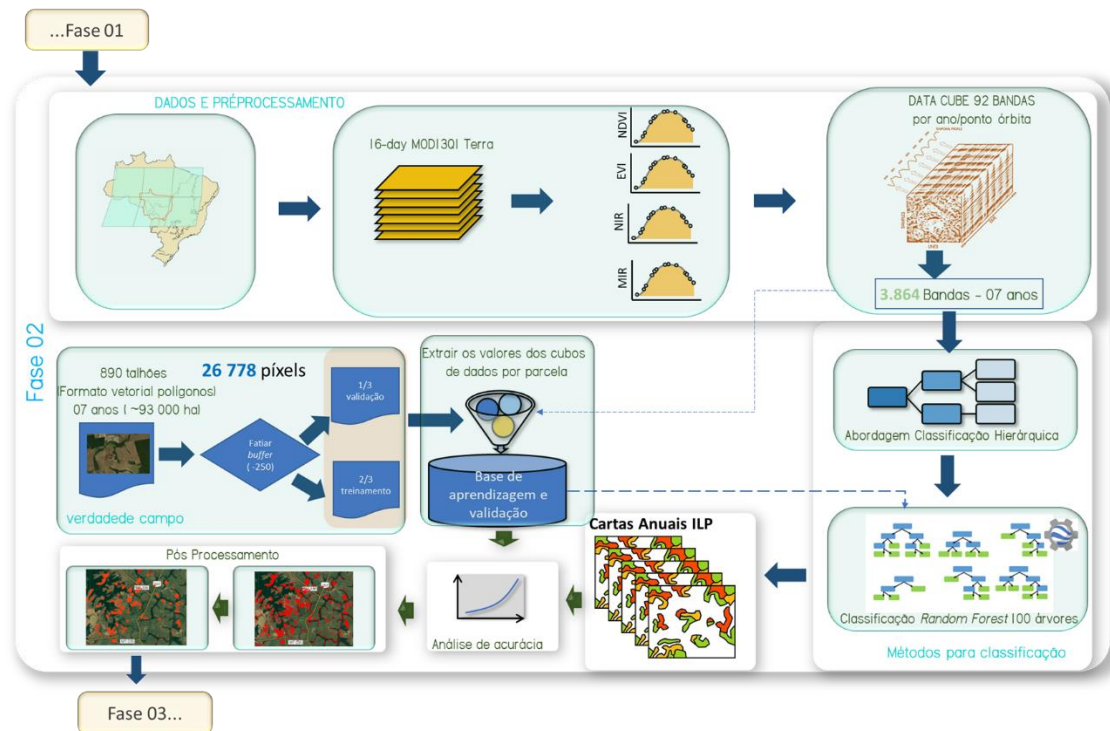 ...Fase 01
Fase 02
DADOS E PRÉPROCESSAMENTO
16-day MOD13Q1 Terra
NDVI
EVI
NIR
MIR
DATA CUBE 92 BANDAS
por ano/ponto órbita
3.864 Bandas – 07 anos
890 talhões
(Formato vetorial polígonos)
07 anos ( ~93 000 ha)
26 778 píxels
Fatiar
buffer
( -250)
1/3
validação
2/3
treinamento
verdadede campo
Extrair os valores dos cubos
de dados por parcela
Base de
aprendizagem e
validação
Abordagem Classificação Hierârquica
Classificação Random Forest 100 árvores
Métodos para classificação
Cartas Anuais ILP
Análise de acurácia
Pós Processamento
Fase 03...